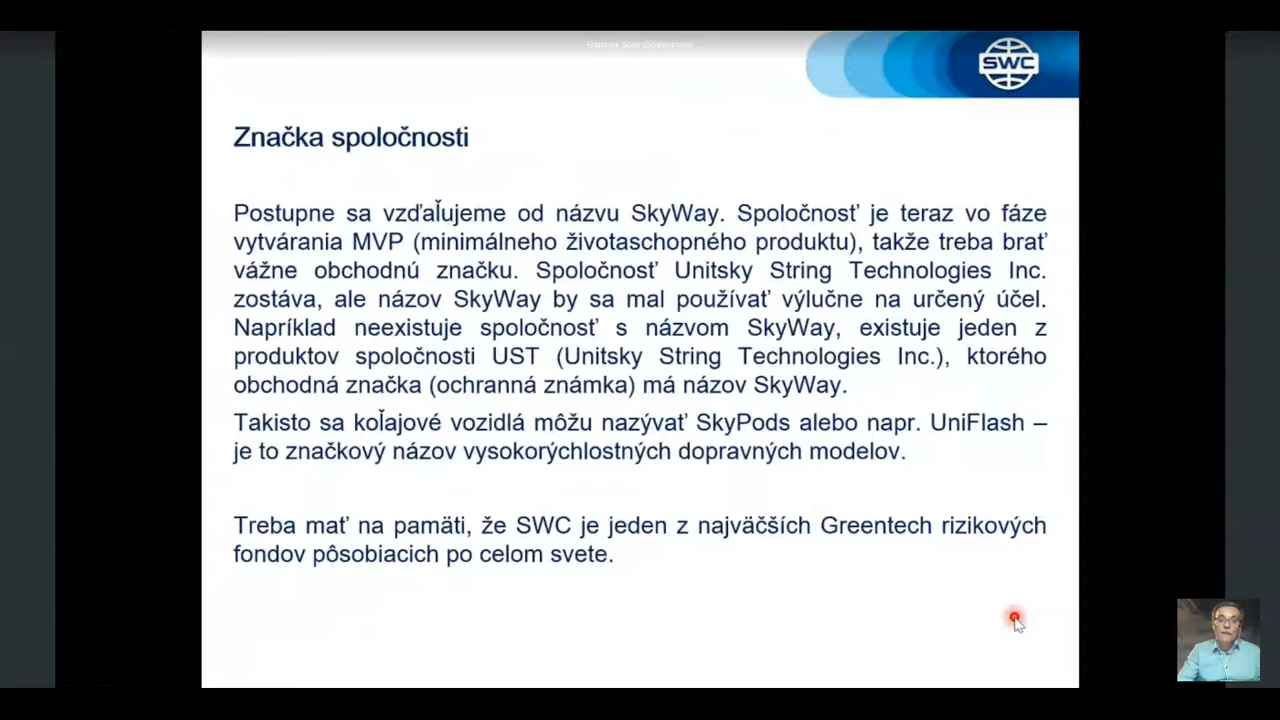 SWC
Značka spoločnosti
Postupne sa vzďaľujeme od názvu SkyWay. Spoločnosť je teraz vo fáze
vytvárania MVP (minimálneho životaschopného produktu), takže treba brať
vážne obchodnú značku. Spoločnosť Unitsky String Technologies Inc.
zostáva, ale názov SkyWay by sa mal používať výlučne na určený účel.
Napríklad neexistuje spoločnosť s názvom SkyWay, existuje jeden z
produktov spoločnosti UST (Unitsky String Technologies Inc.), ktorého
obchodná značka (ochranná známka) má názov SkyWay.
Takisto sa koľajové vozidlá môžu nazývať SkyPods alebo napr. UniFlash –
je to značkový názov vysokorýchlostných dopravných modelov.
Treba mať na pamäti, že SWC je jeden z najväčších Greentech rizikových
fondov pôsobiacich po celom svete.